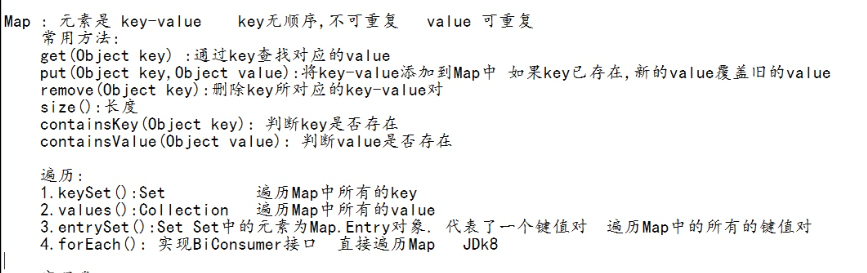 Map : 元素是 key-value    key无顺序,不可重复   value 可重复
常用方法:
get(Object key) :通过key查找对应的value
put(Object key,Object value):将key-value添加到Map中 如果key已存在,新的value覆盖旧的value
remove(Object key):删除key所对应的key-value对
size():长度
containsKey(Object key): 判断key是否存在
containsValue(Object value): 判断value是否存在
遍历:
1.keySet():Set          遍历Map中所有的key
2.values():Collection   遍历Map中所有的value
3.entrySet():Set Set中的元素为Map.Entry对象, 代表了一个键值对  遍历Map中的所有的键值对
4.forEach(): 实现BiConsumer接口  直接遍历Map   JDk8